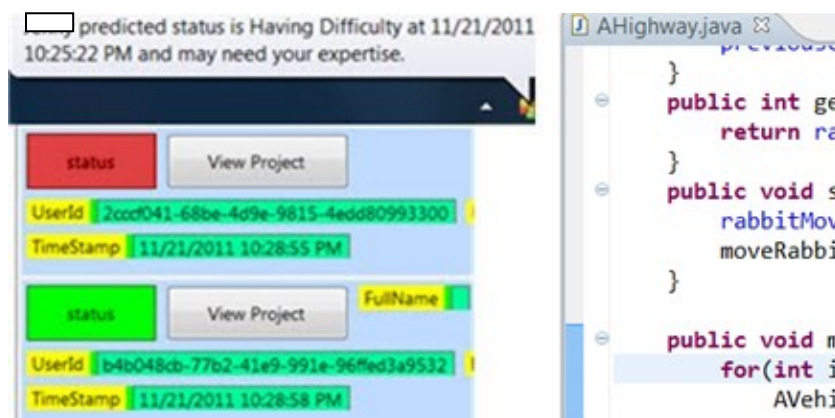 predicted status is Having Difficulty at 11/21/2011
10:25:22 PM and may need your expertise.
status
View Project
UserId 2cccf041-68be-4d9e-9815-4edd80993300
TimeStamp 11/21/2011 10:28:55 PM
status
View Project
FullName
UserId b4b048cb-77b2-41e9-991e-96ffed3a9532
TimeStamp 11/21/2011 10:28:58 PM
AHighway.java
}
public int ge
return ra
}
public void s
rabbitMov
moveRabbi
}
public void m
for(int i
AVehi